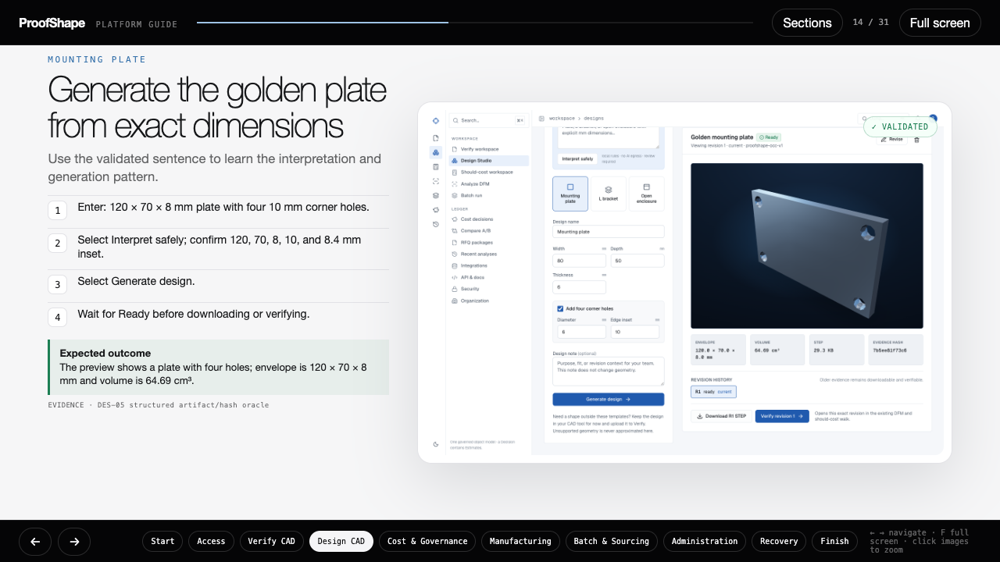 ProofShape PLATFORM GUIDE
Sections
14 / 31
Full screen
MOUNTING PLATE
Generate the golden plate
from exact dimensions
Use the validated sentence to learn the interpretation and
generation pattern.
1 Enter: 120 × 70 × 8 mm plate with four 10 mm corner holes.
2 Select Interpret safely; confirm 120, 70, 8, 10, and 8.4 mm
inset.
3 Select Generate design.
4 Wait for Ready before downloading or verifying.
Expected outcome
The preview shows a plate with four holes; envelope is 120 × 70 × 8
mm and volume is 64.69 cm³.
EVIDENCE · DES-05 structured artifact/hash oracle
Search...
WORKSPACE
Verify workspace
Design Studio
Should-cost workspace
Analyze DFM
Batch run
LEDGER
Cost decisions
Compare A/B
RFQ packages
Recent analyses
Integrations
API & docs
Security
Organization
workspace > designs
explicit mm dimensions...
Interpret safely
required
Mounting
plate
L bracket
Open
enclosure
Design name
Mounting plate
Width
Depth
80
50
Thickness
6
Add four corner holes
Diameter
Edge inset
6
10
Design note (optional)
Purpose, fit, or revision context for your team.
This note does not change geometry.
Generate design →
Need a shape outside these templates? Keep the design
in your CAD tool for now and upload it to Verify.
Unsupported geometry is never approximated here.
✓ VALIDATED
Golden mounting plate Ready
Viewing revision 1 · current · proofshape-occ-v1
Revise
ENVELOPE
120.0 × 70.0 ×
8.0 mm
VOLUME
64.69 cm³
STEP
29.3 KB
EVIDENCE HASH
7b5ee81f73c6
REVISION HISTORY
Older evidence remains downloadable and verifiable.
R1 ready current
Download R1 STEP
Verify revision 1 →
Opens this exact revision in the existing DFM and
should-cost walk.
← →
Start
Access
Verify CAD
Design CAD
Cost & Governance
Manufacturing
Batch & Sourcing
Administration
Recovery
Finish
← → navigate · F full
screen · click images
to zoom